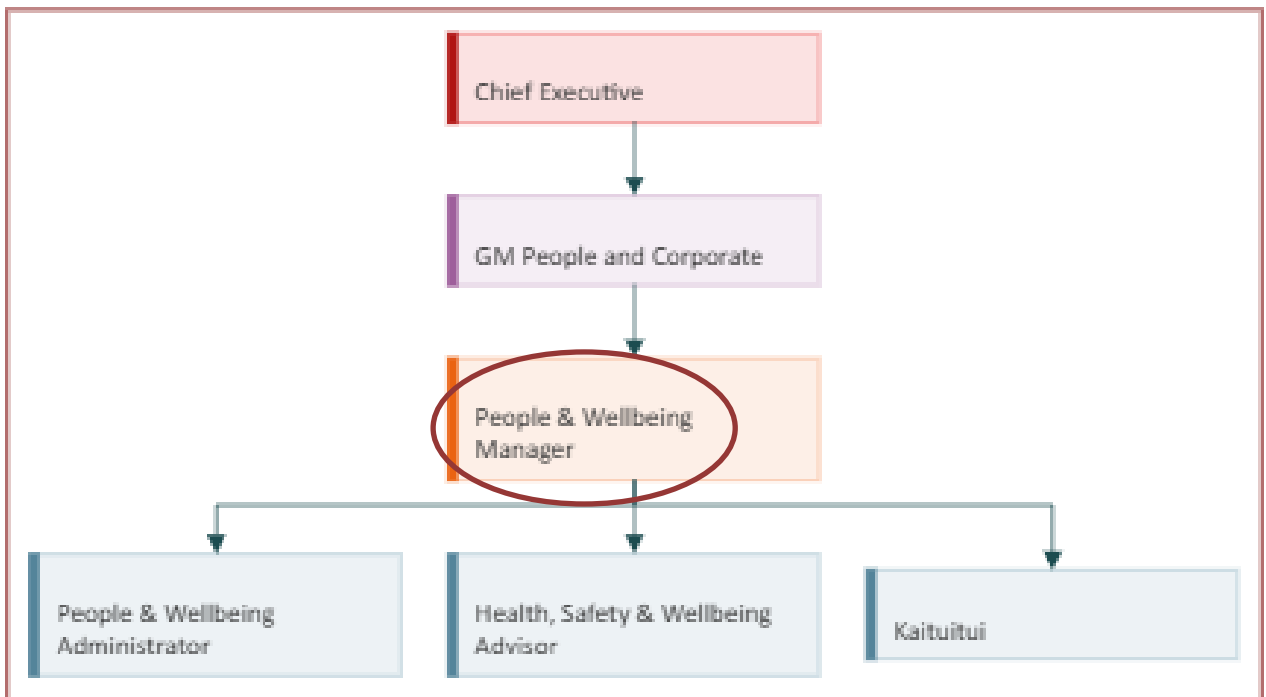 Chief Executive
GM People and Corporate
People & Wellbeing
Manager
People & Wellbeing
Administrator
Health, Safety & Wellbeing
Advisor
Kaituitui